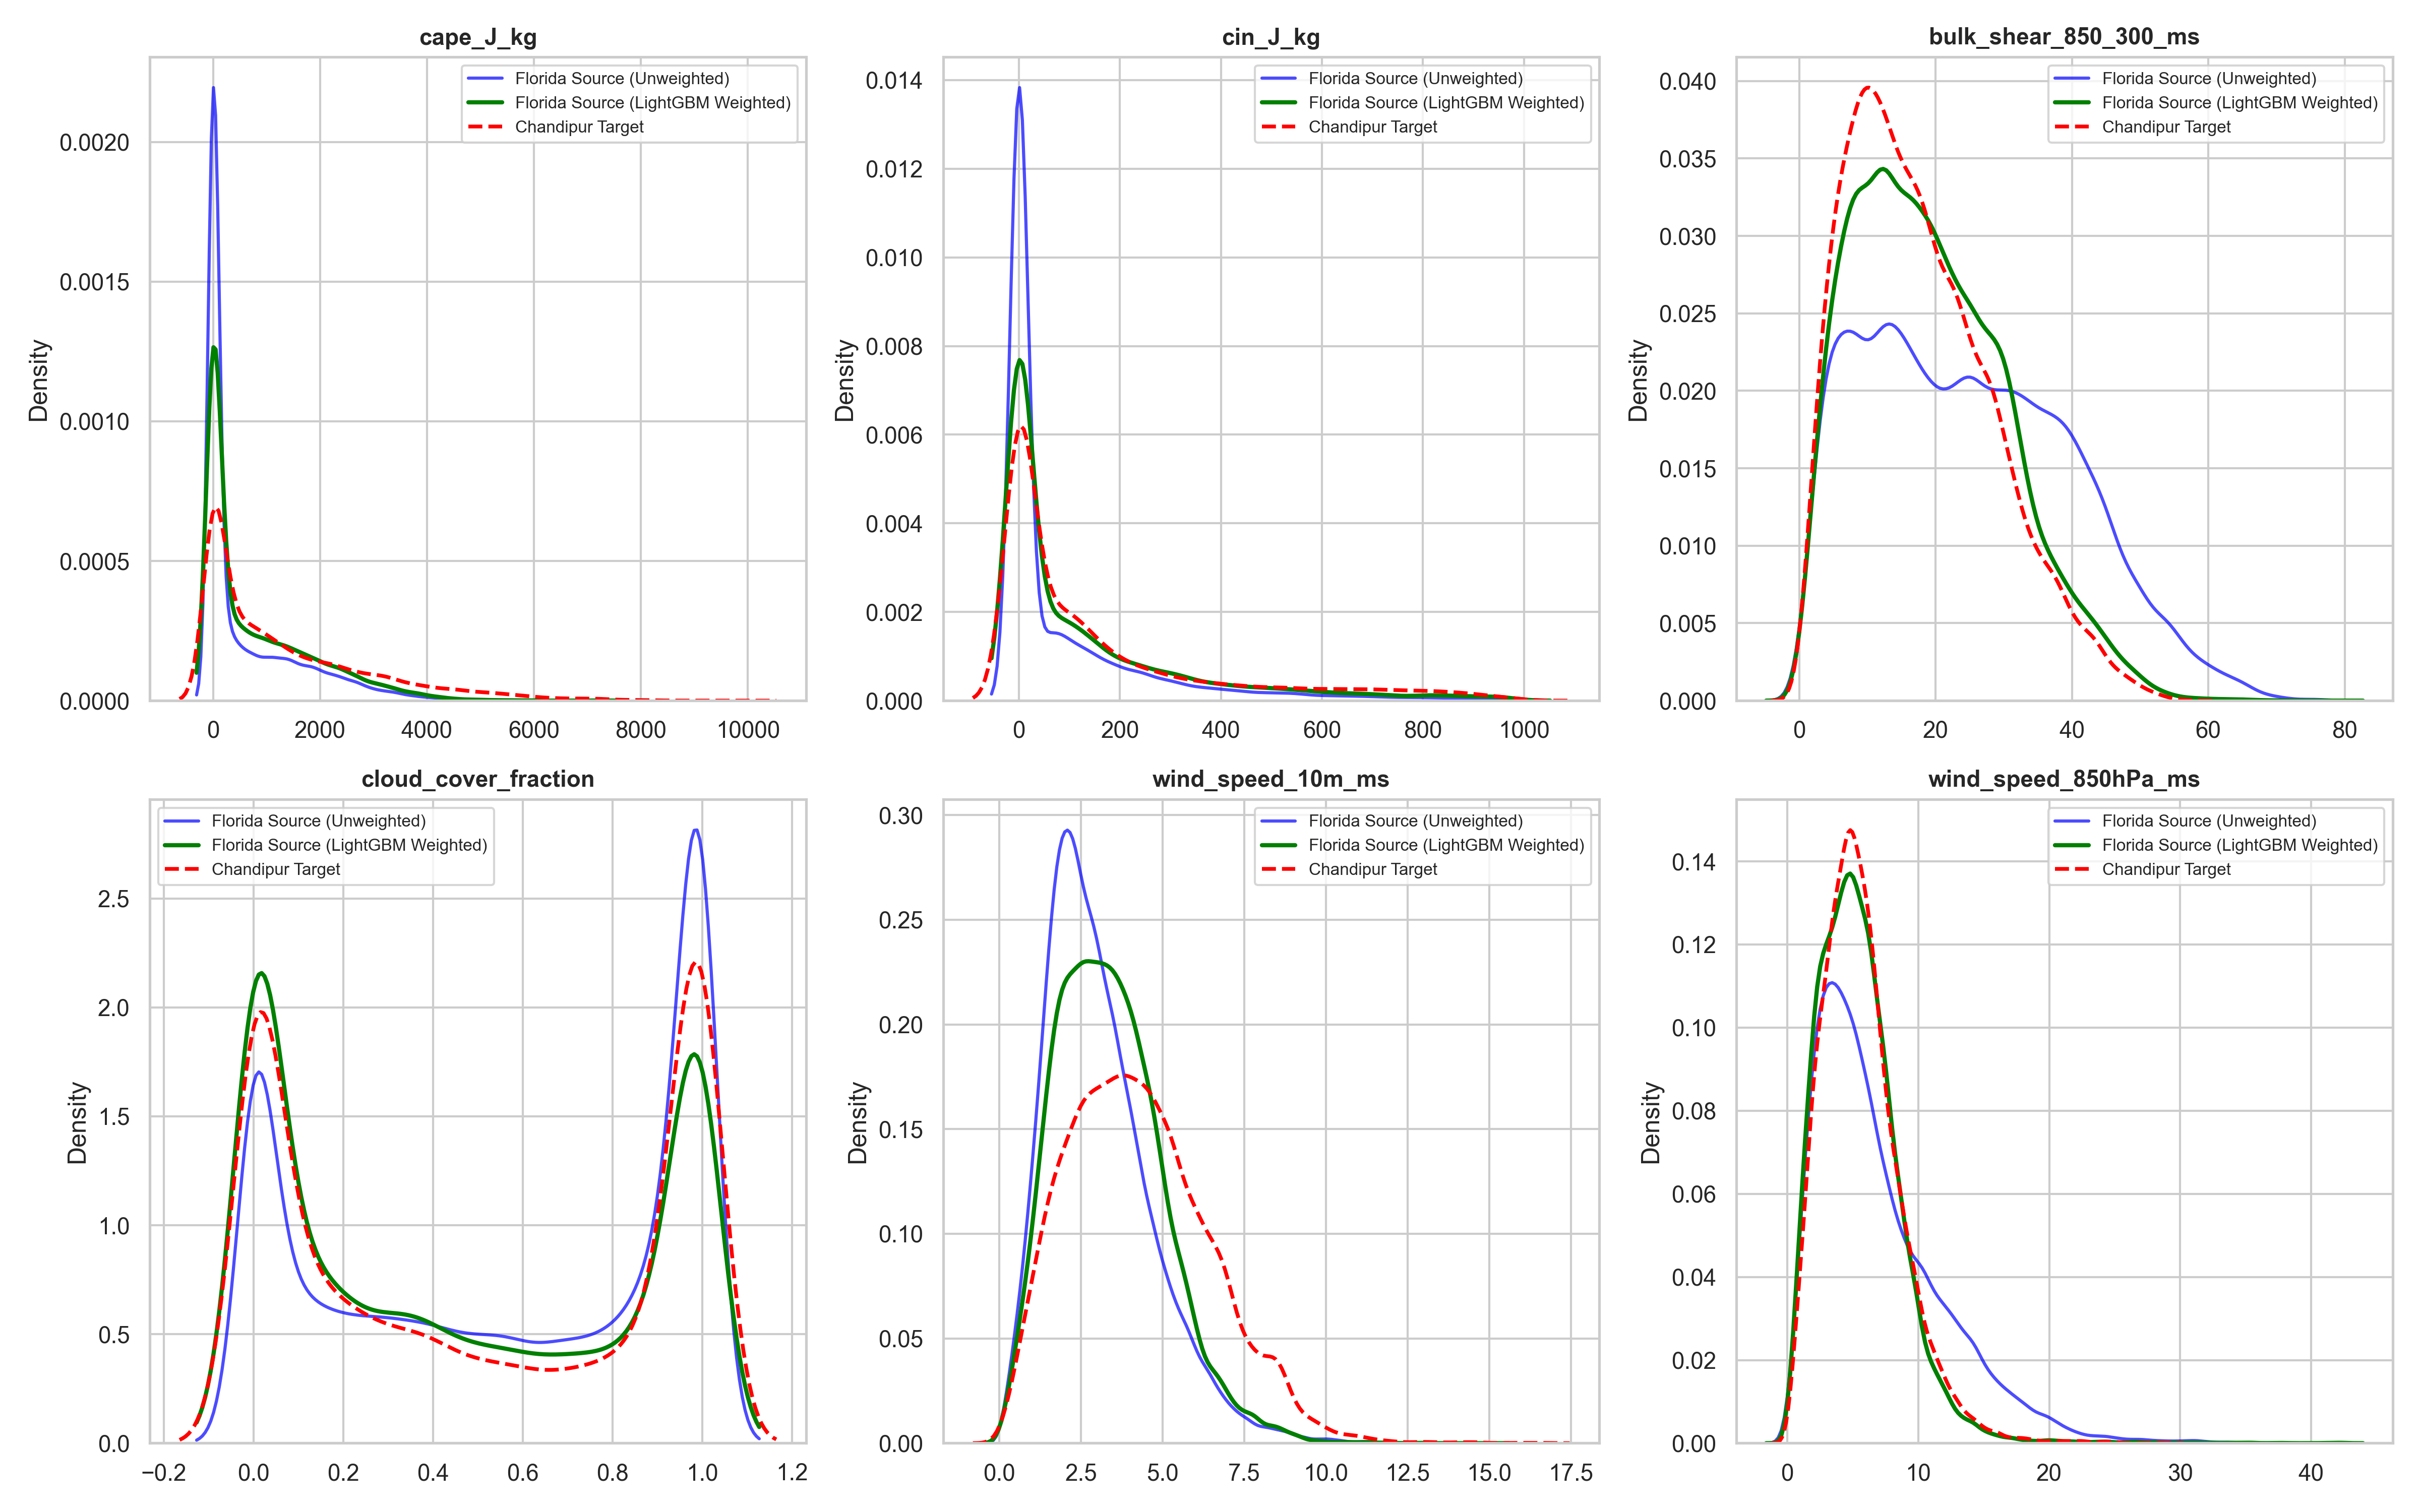 cape_J_kg
Florida Source (Unweighted)
Florida Source (LightGBM Weighted)
Chandipur Target
Density
0.0020
0.0015
0.0010
0.0005
0.0000
0 2000 4000 6000 8000 10000
cin_J_kg
Florida Source (Unweighted)
Florida Source (LightGBM Weighted)
Chandipur Target
Density
0.014
0.012
0.010
0.008
0.006
0.004
0.002
0.000
0 200 400 600 800 1000
bulk_shear_850_300_ms
Florida Source (Unweighted)
Florida Source (LightGBM Weighted)
Chandipur Target
Density
0.040
0.035
0.030
0.025
0.020
0.015
0.010
0.005
0.000
0 20 40 60 80
cloud_cover_fraction
Florida Source (Unweighted)
Florida Source (LightGBM Weighted)
Chandipur Target
Density
2.5
2.0
1.5
1.0
0.5
0.0
−0.2 0.0 0.2 0.4 0.6 0.8 1.0 1.2
wind_speed_10m_ms
Florida Source (Unweighted)
Florida Source (LightGBM Weighted)
Chandipur Target
Density
0.30
0.25
0.20
0.15
0.10
0.05
0.00
0.0 2.5 5.0 7.5 10.0 12.5 15.0 17.5
wind_speed_850hPa_ms
Florida Source (Unweighted)
Florida Source (LightGBM Weighted)
Chandipur Target
Density
0.14
0.12
0.10
0.08
0.06
0.04
0.02
0.00
0 10 20 30 40